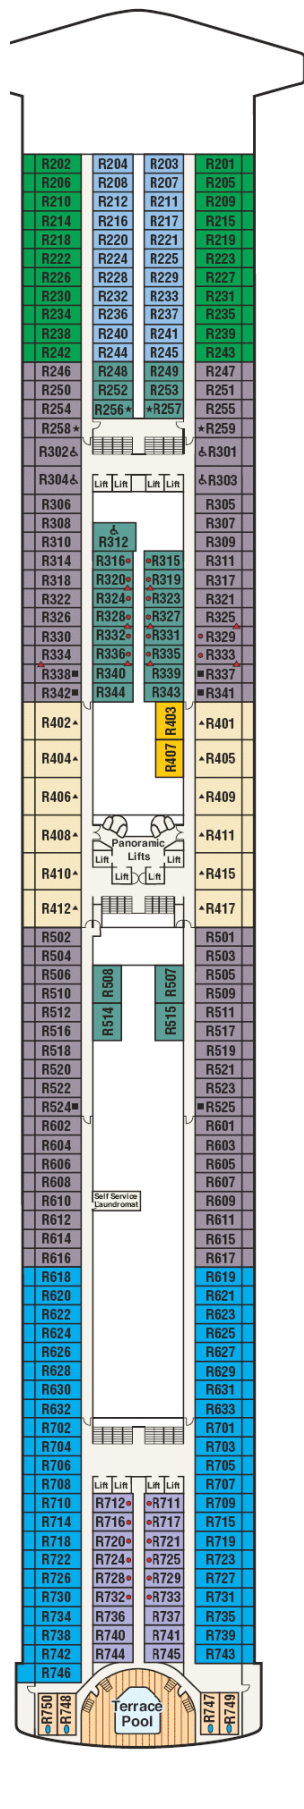 R202 R204 R203 R201
R206 R208 R207 R205
R210 R212 R211 R209
R214 R216 R217 R215
R218 R220 R221 R219
R222 R224 R225 R223
R226 R228 R229 R227
R230 R232 R233 R231
R234 R236 R237 R235
R238 R240 R241 R239
R242 R244 R245 R243
R246 R248 R249 R247
R250 R252 R253 R251
R254 R256 R257 R255
R258 R259
R302 R301
R304 Lift Lift Lift Lift R303
R306 R305
R308 R307
R310 R312 R309
R314 R316 R315 R311
R318 R320 R319 R317
R322 R324 R323 R321
R326 R328 R327 R325
R330 R332 R331 R329
R334 R336 R335 R333
R338 R340 R339 R337
R342 R344 R343 R341
R402 R403 R401
R404 R407 R405
R406 R409
R408 R411
Panoramic
Lifts
Lift Lift
R410 Lift Lift R415
R412 R417
R502 R501
R504 R503
R506 R508 R507 R505
R510 R509
R512 R514 R515 R511
R516 R517
R518 R519
R520 R521
R522 R523
R524 R525
R602 R601
R604 R603
R606 R605
R608 R607
R610 Self Service R609
Laundromat
R612 R611
R614 R615
R616 R617
R618 R619
R620 R621
R622 R623
R624 R625
R626 R627
R628 R629
R630 R631
R632 R633
R702 R701
R704 R703
R706 R705
R708 Lift Lift Lift Lift R707
R710 R712 R711 R709
R714 R716 R717 R715
R718 R720 R721 R719
R722 R724 R725 R723
R726 R728 R729 R727
R730 R732 R733 R731
R734 R736 R737 R735
R738 R740 R741 R739
R742 R744 R745 R743
R746
R750 R748 Terrace R747 R749
Pool